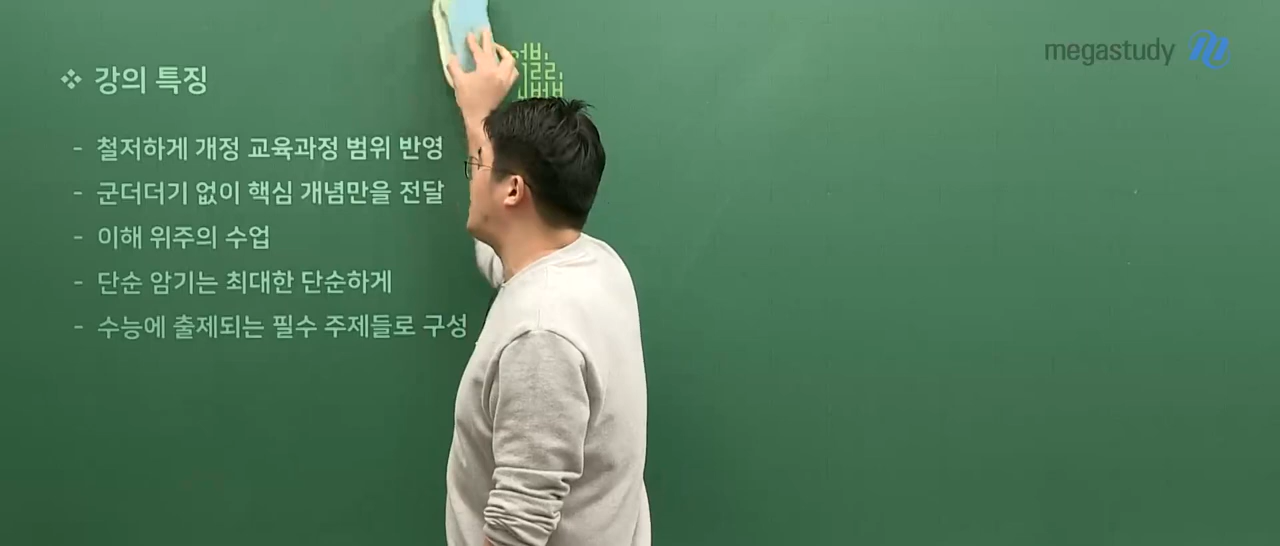 megastudy
❖ 강의 특징
- 철저하게 개정 교육과정 범위 반영
- 군더더기 없이 핵심 개념만을 전달
- 이해 위주의 수업
- 단순 암기는 최대한 단순하게
- 수능에 출제되는 필수 주제들로 구성